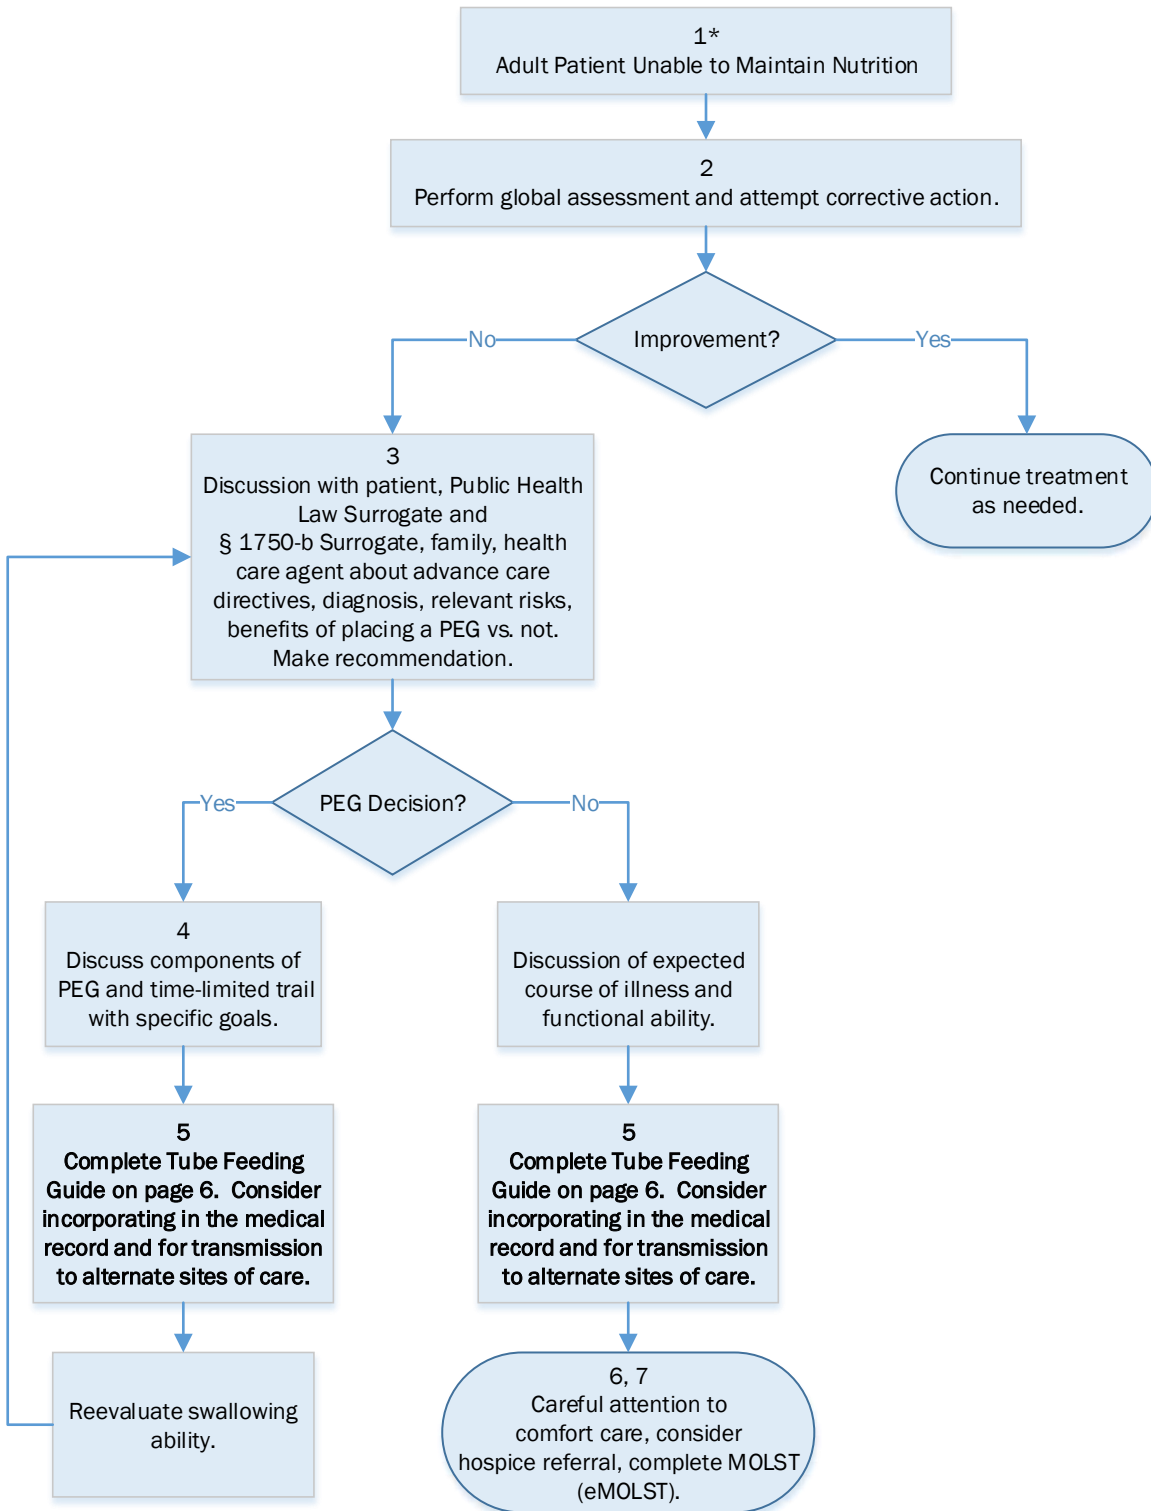 1*
Adult Patient Unable to Maintain Nutrition
2
Perform global assessment and attempt corrective action.
Improvement?
No
Yes
3
Discussion with patient, Public Health
Law Surrogate and
§ 1750-b Surrogate, family, health
care agent about advance care
directives, diagnosis, relevant risks,
benefits of placing a PEG vs. not.
Make recommendation.
Continue treatment
as needed.
PEG Decision?
Yes
No
4
Discuss components of
PEG and time-limited trail
with specific goals.
Discussion of expected
course of illness and
functional ability.
5
Complete Tube Feeding
Guide on page 6. Consider
incorporating in the medical
record and for transmission
to alternate sites of care.
5
Complete Tube Feeding
Guide on page 6. Consider
incorporating in the medical
record and for transmission
to alternate sites of care.
Reevaluate swallowing
ability.
6, 7
Careful attention to
comfort care, consider
hospice referral, complete MOLST
(eMOLST).